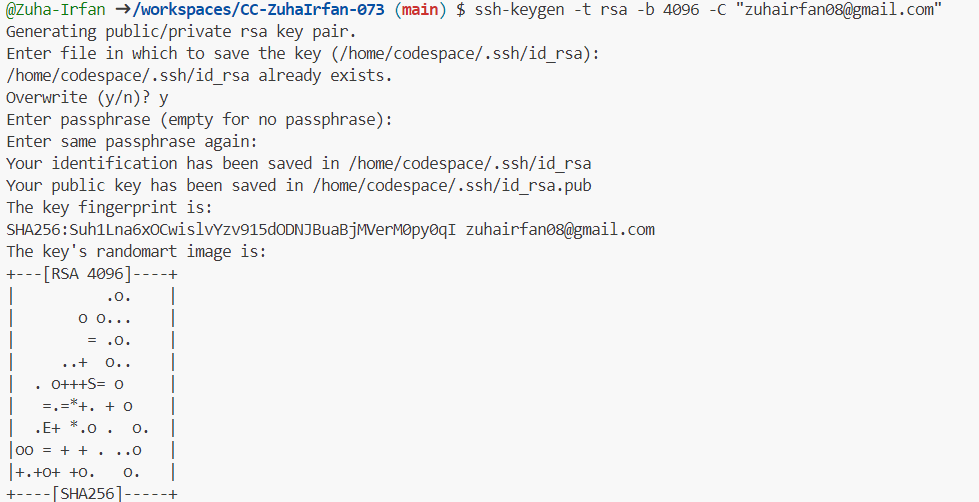 @Zuha-Irfan ➜/workspaces/CC-ZuhaIrfan-073 (main) $ ssh-keygen -t rsa -b 4096 -C "zuhairfan08@gmail.com"
Generating public/private rsa key pair.
Enter file in which to save the key (/home/codespace/.ssh/id_rsa):
/home/codespace/.ssh/id_rsa already exists.
Overwrite (y/n)? y
Enter passphrase (empty for no passphrase):
Enter same passphrase again:
Your identification has been saved in /home/codespace/.ssh/id_rsa
Your public key has been saved in /home/codespace/.ssh/id_rsa.pub
The key fingerprint is:
SHA256:Suh1Lna6xOCwislvYzv915dODNJBuaBjMVerM0py0qI zuhairfan08@gmail.com
The key's randomart image is:
+---[RSA 4096]----+
|          .o.    |
|       o o...    |
|        = .o.    |
|     ..+  o..    |
|  . o+++S= o     |
|   =.=*+. + o    |
|  .E+ *.o .  o.  |
|oo = + + . ..o   |
|+.+o+ +o.   o.   |
+----[SHA256]-----+